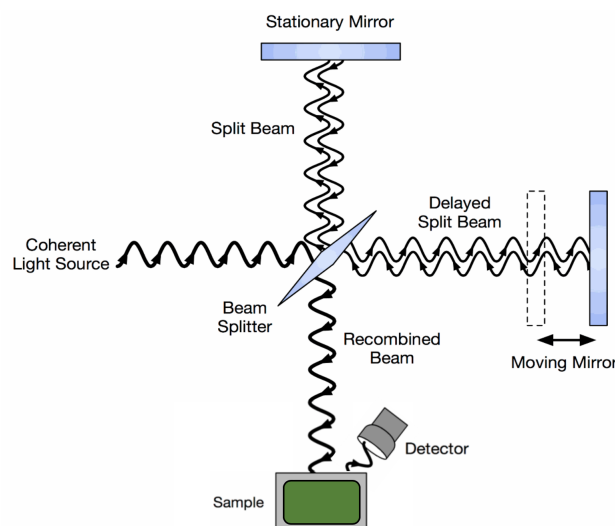 Stationary Mirror
Split Beam
Delayed
Split Beam
Coherent
Light Source
Beam
Splitter
Recombined
Beam
Moving Mirror
Detector
Sample